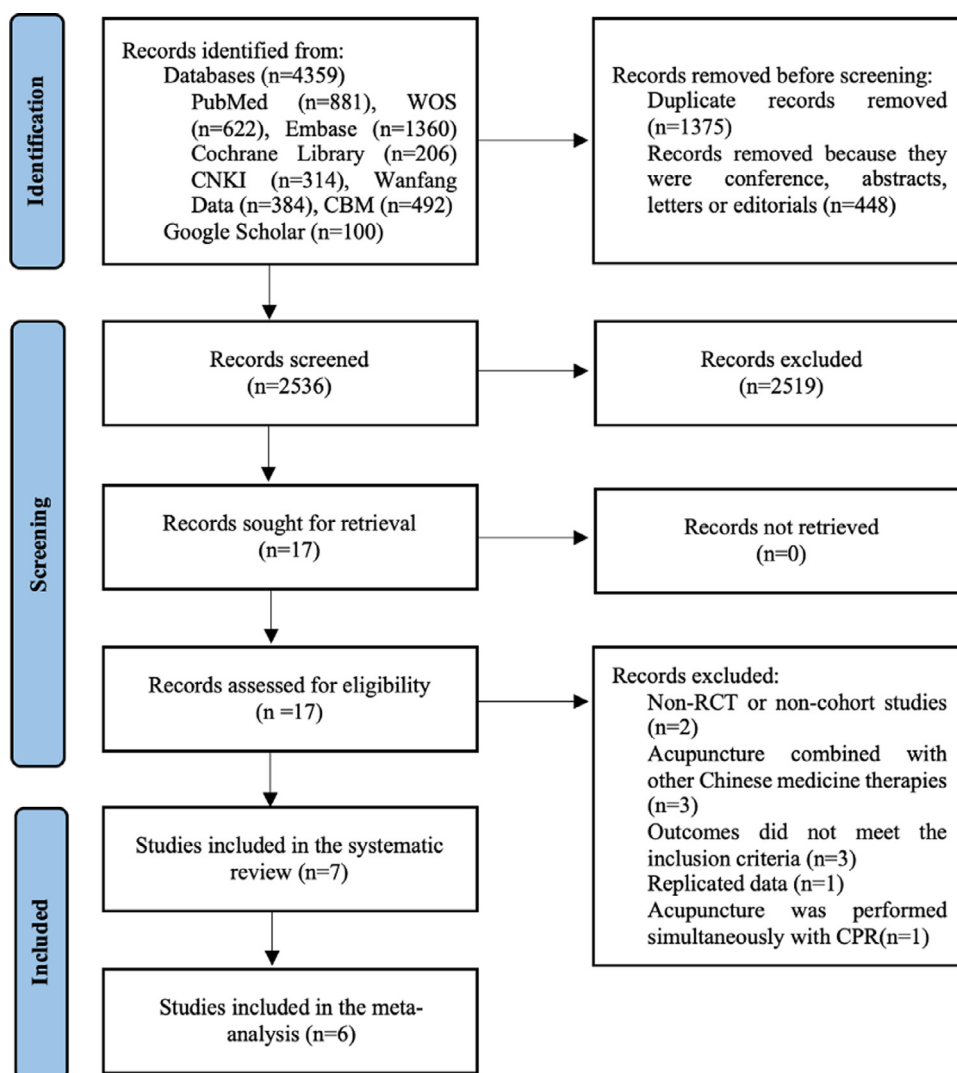 Identification
Records identified from:
Databases (n=4359)
PubMed (n=881), WOS
(n=622), Embase (n=1360)
Cochrane Library (n=206)
CNKI (n=314), Wanfang
Data (n=384), CBM (n=492)
Google Scholar (n=100)
Records removed before screening:
Duplicate records removed
(n=1375)
Records removed because they
were conference, abstracts,
letters or editorials (n=448)
Screening
Records screened
(n=2536)
Records excluded
(n=2519)
Records sought for retrieval
(n=17)
Records not retrieved
(n=0)
Records assessed for eligibility
(n =17)
Records excluded:
Non-RCT or non-cohort studies
(n=2)
Acupuncture combined with
other Chinese medicine therapies
(n=3)
Outcomes did not meet the
inclusion criteria (n=3)
Replicated data (n=1)
Acupuncture was performed
simultaneously with CPR(n=1)
Included
Studies included in the systematic
review (n=7)
Studies included in the meta-
analysis (n=6)